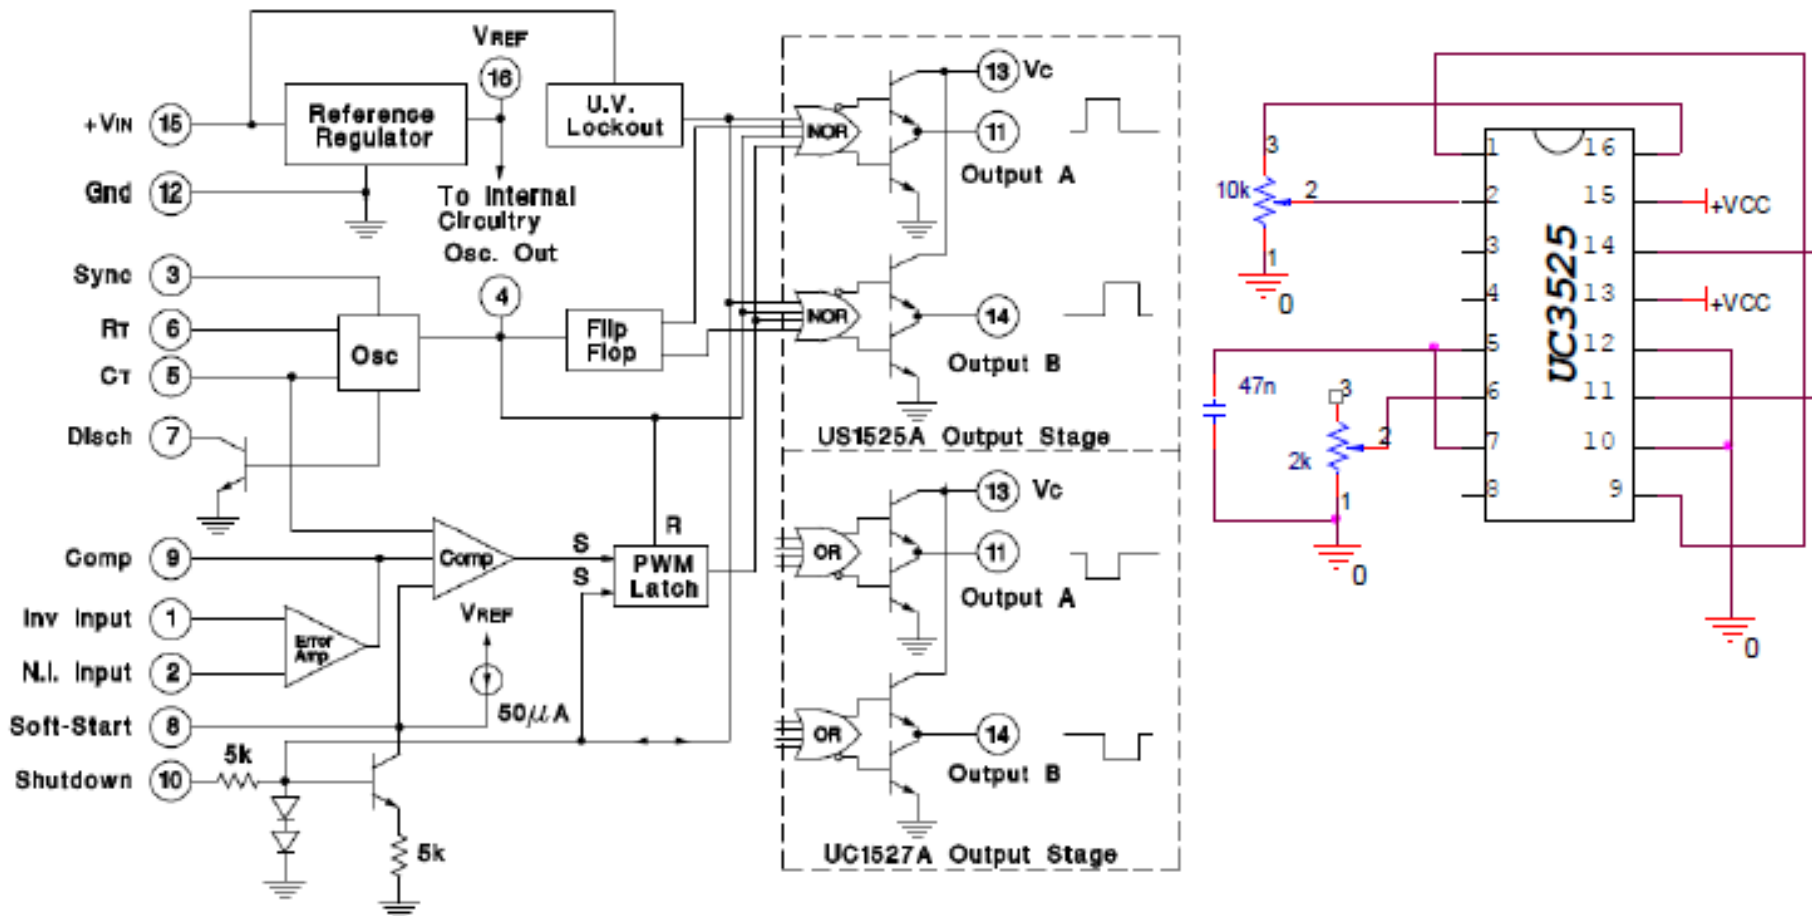 VREF
16
+VIN 15
Reference
Regulator
U.V.
Lockout
Gnd 12
To Internal
Circuitry
Osc. Out
4
Sync 3
RT 6
CT 5
Osc
Flip
Flop
Disch 7
Comp 9
Comp
S
S
R
PWM
Latch
Inv Input 1
N.I. Input 2
Error
Amp
VREF
50μA
Soft-Start 8
5k
Shutdown 10
5k
13 Vc
NOR
11
Output A
NOR
14
Output B
US1525A Output Stage
13 Vc
OR
11
Output A
OR
14
Output B
UC1527A Output Stage
3
10k
2
1
0
47n
3
2
2k
1
0
UC3525
1
2
3
4
5
6
7
8
16
15
14
13
12
11
10
9
+VCC
+VCC
0